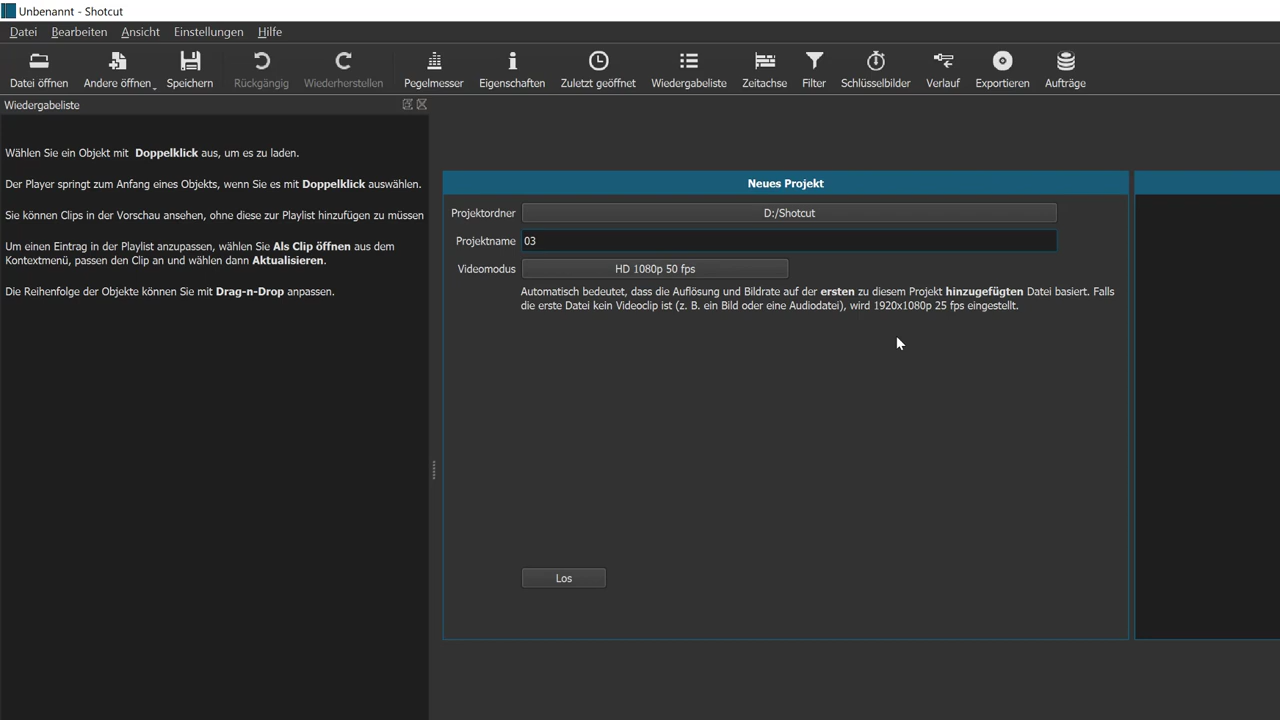 Unbenannt - Shotcut
Datei Bearbeiten Ansicht Einstellungen Hilfe
Datei öffnen Andere öffnen Speichern Rückgängig Wiederherstellen Pegelmesser Eigenschaften Zuletzt geöffnet Wiedergabeliste Zeitachse Filter Schlüsselbilder Verlauf Exportieren Aufträge
Wiedergabeliste
Wählen Sie ein Objekt mit Doppelklick aus, um es zu laden.
Der Player springt zum Anfang eines Objekts, wenn Sie es mit Doppelklick auswählen.
Sie können Clips in der Vorschau ansehen, ohne diese zur Playlist hinzufügen zu müssen
Um einen Eintrag in der Playlist anzupassen, wählen Sie Als Clip öffnen aus dem
Kontextmenü, passen den Clip an und wählen dann Aktualisieren.
Die Reihenfolge der Objekte können Sie mit Drag-n-Drop anpassen.
Neues Projekt
Projektordner D:/Shotcut
Projektname 03
Videomodus HD 1080p 50 fps
Automatisch bedeutet, dass die Auflösung und Bildrate auf der ersten zu diesem Projekt hinzugefügten Datei basiert. Falls
die erste Datei kein Videoclip ist (z. B. ein Bild oder eine Audiodatei), wird 1920x1080p 25 fps eingestellt.
Los